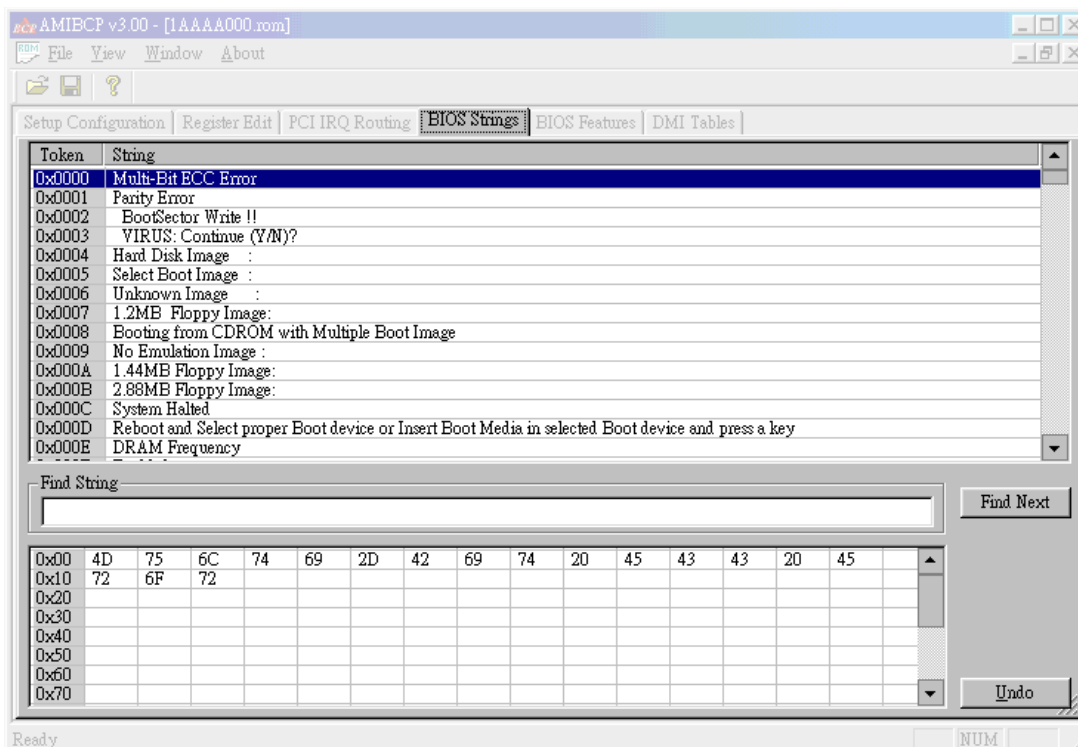 AMIBCP v3.00 - [1AAAA000.rom]
File View Window About
Setup Configuration Register Edit PCI IRQ Routing BIOS Strings BIOS Features DMI Tables
Token String
0x0000 Multi-Bit ECC Error
0x0001 Parity Error
0x0002 BootSector Write !!
0x0003 VIRUS: Continue (Y/N)?
0x0004 Hard Disk Image :
0x0005 Select Boot Image :
0x0006 Unknown Image :
0x0007 1.2MB Floppy Image:
0x0008 Booting from CDROM with Multiple Boot Image
0x0009 No Emulation Image :
0x000A 1.44MB Floppy Image:
0x000B 2.88MB Floppy Image:
0x000C System Halted
0x000D Reboot and Select proper Boot device or Insert Boot Media in selected Boot device and press a key
0x000E DRAM Frequency
Find String
Find Next
0x00 4D 75 6C 74 69 2D 42 69 74 20 45 43 43 20 45
0x10 72 6F 72
0x20
0x30
0x40
0x50
0x60
0x70
Undo
Ready NUM